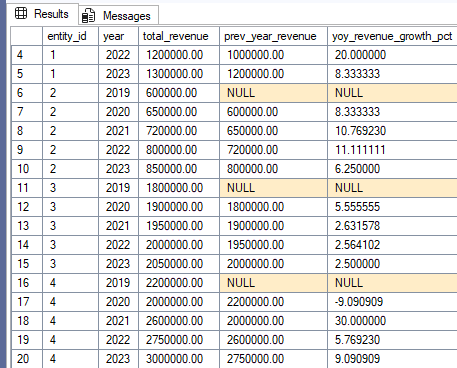 Results Messages
entity_id year total_revenue prev_year_revenue yoy_revenue_growth_pct
4 1 2022 1200000.00 1000000.00 20.000000
5 1 2023 1300000.00 1200000.00 8.333333
6 2 2019 600000.00 NULL NULL
7 2 2020 650000.00 600000.00 8.333333
8 2 2021 720000.00 650000.00 10.769230
9 2 2022 800000.00 720000.00 11.111111
10 2 2023 850000.00 800000.00 6.250000
11 3 2019 1800000.00 NULL NULL
12 3 2020 1900000.00 1800000.00 5.555555
13 3 2021 1950000.00 1900000.00 2.631578
14 3 2022 2000000.00 1950000.00 2.564102
15 3 2023 2050000.00 2000000.00 2.500000
16 4 2019 2200000.00 NULL NULL
17 4 2020 2000000.00 2200000.00 -9.090909
18 4 2021 2600000.00 2000000.00 30.000000
19 4 2022 2750000.00 2600000.00 5.769230
20 4 2023 3000000.00 2750000.00 9.090909